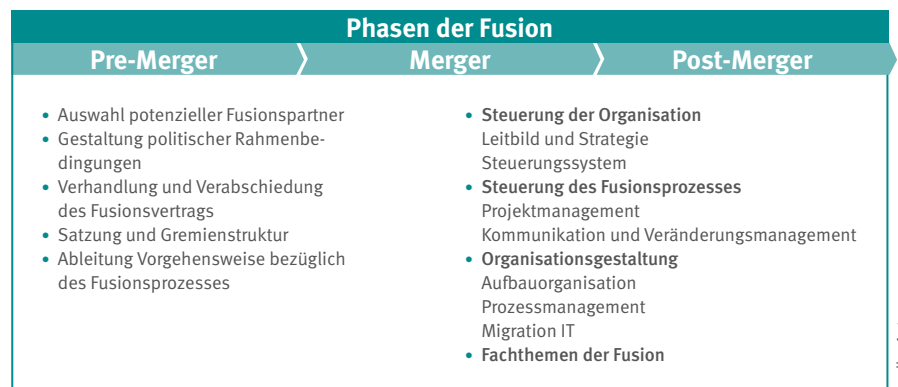 Phasen der Fusion
Pre-Merger
Merger
Post-Merger
• Auswahl potenzieller Fusionspartner
• Gestaltung politischer Rahmenbe-
dingungen
• Verhandlung und Verabschiedung
des Fusionsvertrags
• Satzung und Gremienstruktur
• Ableitung Vorgehensweise bezüglich
des Fusionsprozesses
• Steuerung der Organisation
Leitbild und Strategie
Steuerungssystem
• Steuerung des Fusionsprozesses
Projektmanagement
Kommunikation und Veränderungsmanagement
• Organisationsgestaltung
Aufbauorganisation
Prozessmanagement
Migration IT
• Fachthemen der Fusion